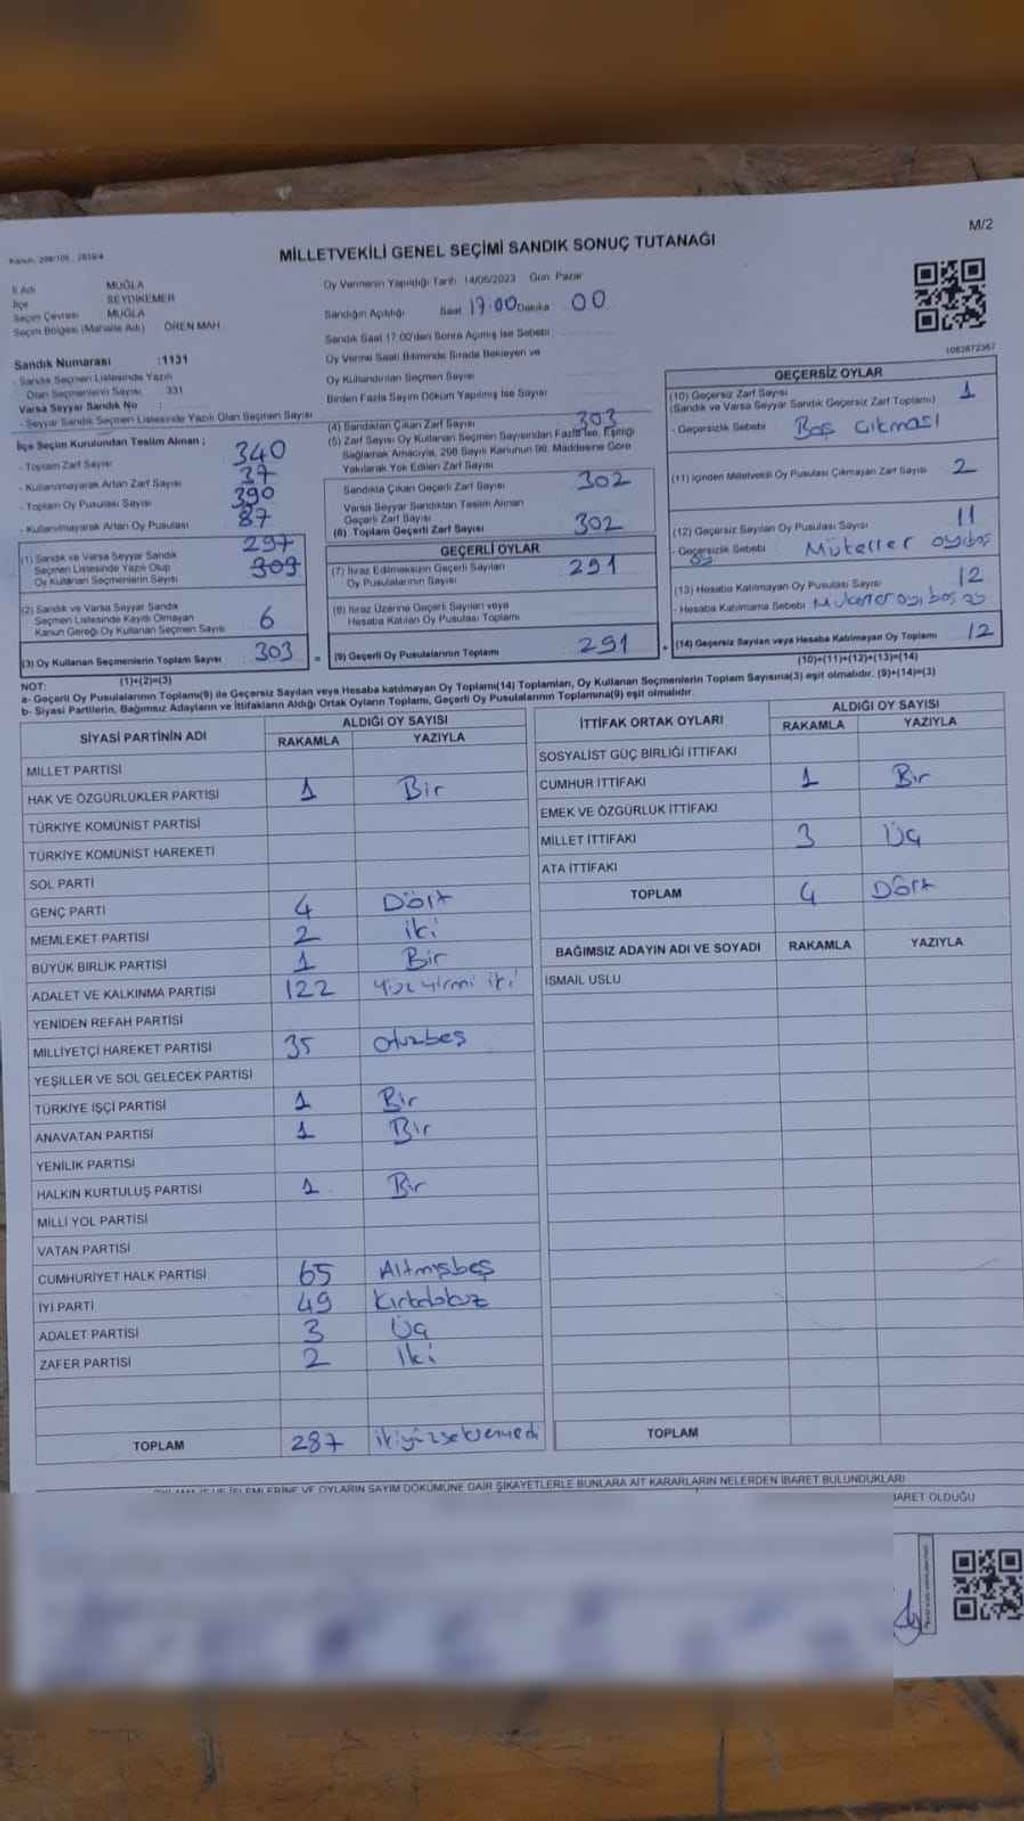 M/2
MİLLETVEKİLİ GENEL SEÇİMİ SANDIK SONUÇ TUTANAĞI
İl Adı MUĞLA
İlçe SEYDİKEMER
Seçim Çevresi MUĞLA
Seçim Bölgesi (Mahalle Adı) ÖREN MAH.
Sandık Numarası :1131
- Sandık Seçmen Listesinde Yazılı
Olan Seçmenlerin Sayısı 331
Varsa Seyyar Sandık No :
- Seyyar Sandık Seçmen Listesinde Yazılı Olan Seçmen Sayısı
İlçe Seçim Kurulundan Teslim Alınan ;
- Toplam Zarf Sayısı 340
- Kullanılmayarak Artan Zarf Sayısı 37
- Toplam Oy Pusulası Sayısı 390
- Kullanılmayarak Artan Oy Pusulası 87
(1) Sandık ve Varsa Seyyar Sandık 297
Seçmen Listesinde Yazılı Olup
Oy Kullanan Seçmenlerin Sayısı 303
(2) Sandık ve Varsa Seyyar Sandık
Seçmen Listesinde Kayıtlı Olmayan
Kanun Gereği Oy Kullanan Seçmen Sayısı 6
(3) Oy Kullanan Seçmenlerin Toplam Sayısı 303
(1)+(2)=(3)
Oy Vermenin Yapıldığı Tarih 14/05/2023 Gün Pazar
Sandığın Açıldığı Saat 17:00 Dakika 00
Sandık Saat 17.00'den Sonra Açılmış İse Sebebi
Oy Verme Saati Bitiminde Sırada Bekleyen ve
Oy Kullandırılan Seçmen Sayısı
Birden Fazla Sayım Döküm Yapılmış İse Sayısı
(4) Sandıktan Çıkan Zarf Sayısı 303
(5) Zarf Sayısı Oy Kullanan Seçmen Sayısından Fazla İse, Eşitliği
Sağlamak Amacıyla, 298 Sayılı Kanunun 98. Maddesine Göre
Yakılarak Yok Edilen Zarf Sayısı
Sandıkta Çıkan Geçerli Zarf Sayısı 302
Varsa Seyyar Sandıktan Teslim Alınan
Geçerli Zarf Sayısı
(6) Toplam Geçerli Zarf Sayısı 302
GEÇERLİ OYLAR
(7) İtiraz Edilmeksizin Geçerli Sayılan
Oy Pusulalarının Sayısı 291
(8) İtiraz Üzerine Geçerli Sayılan veya
Hesaba Katılan Oy Pusulası Toplamı
(9) Geçerli Oy Pusulalarının Toplamı 291
1082872367
GEÇERSİZ OYLAR
(10) Geçersiz Zarf Sayısı 1
(Sandık ve Varsa Seyyar Sandık Geçersiz Zarf Toplamı)
- Geçersizlik Sebebi Boş Çıkması
(11) İçinden Milletvekili Oy Pusulası Çıkmayan Zarf Sayısı 2
(12) Geçersiz Sayılan Oy Pusulası Sayısı 11
- Geçersizlik Sebebi
(13) Hesaba Katılmayan Oy Pusulası Sayısı 12
- Hesaba Katılmama Sebebi
(14) Geçersiz Sayılan veya Hesaba Katılmayan Oy Toplamı 12
(10)+(11)+(12)+(13)=(14)
NOT:
a- Geçerli Oy Pusulalarının Toplamı(9) ile Geçersiz Sayılan veya Hesaba katılmayan Oy Toplamı(14) Toplamları, Oy Kullanan Seçmenlerin Toplam Sayısına(3) eşit olmalıdır. (9)+(14)=(3)
b- Siyasi Partilerin, Bağımsız Adayların ve İttifakların Aldığı Ortak Oyların Toplamı, Geçerli Oy Pusulalarının Toplamına(9) eşit olmalıdır.
SİYASİ PARTİNİN ADI ALDIĞI OY SAYISI
RAKAMLA YAZIYLA
MİLLET PARTİSİ
HAK VE ÖZGÜRLÜKLER PARTİSİ 1 Bir
TÜRKİYE KOMÜNİST PARTİSİ
TÜRKİYE KOMÜNİST HAREKETİ
SOL PARTİ
GENÇ PARTİ 4 Dört
MEMLEKET PARTİSİ 2 iki
BÜYÜK BİRLİK PARTİSİ 1 Bir
ADALET VE KALKINMA PARTİSİ 122 Yüz yirmi iki
YENİDEN REFAH PARTİSİ
MİLLİYETÇİ HAREKET PARTİSİ 35 otuzbeş
YEŞİLLER VE SOL GELECEK PARTİSİ
TÜRKİYE İŞÇİ PARTİSİ 1 Bir
ANAVATAN PARTİSİ 1 Bir
YENİLİK PARTİSİ
HALKIN KURTULUŞ PARTİSİ 1 Bir
MİLLİ YOL PARTİSİ
VATAN PARTİSİ
CUMHURİYET HALK PARTİSİ 65 Altmışbeş
İYİ PARTİ 49 Kırkdokuz
ADALET PARTİSİ 3 Üç
ZAFER PARTİSİ 2 İki
TOPLAM 287 ikiyüzseksenyedi
İTTİFAK ORTAK OYLARI ALDIĞI OY SAYISI
RAKAMLA YAZIYLA
SOSYALİST GÜÇ BİRLİĞİ İTTİFAKI
CUMHUR İTTİFAKI 1 Bir
EMEK VE ÖZGÜRLÜK İTTİFAKI
MİLLET İTTİFAKI 3 Üç
ATA İTTİFAKI
TOPLAM 4 Dört
BAĞIMSIZ ADAYIN ADI VE SOYADI RAKAMLA YAZIYLA
İSMAİL USLU
TOPLAM
İŞLEMLERİNE VE OYLARIN SAYIM DÖKÜMÜNE DAİR ŞİKAYETLERLE BUNLARA AİT KARARLARIN NELERDEN İBARET BULUNDUKLARI
OLDUĞU